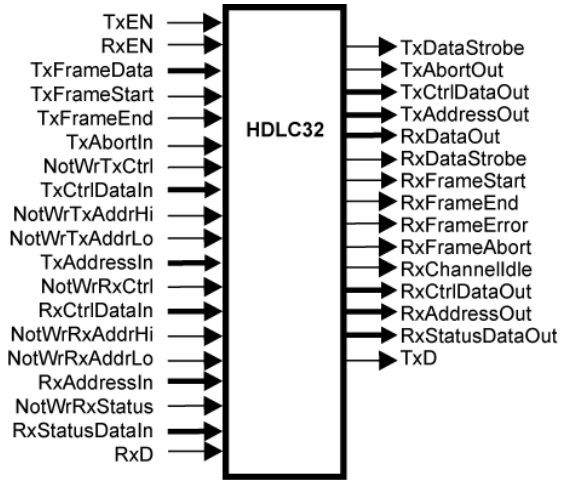 TxEN
RxEN
TxFrameData
TxFrameStart
TxFrameEnd
TxAbortIn
NotWrTxCtrl
TxCtrlDataIn
NotWrTxAddrHi
NotWrTxAddrLo
TxAddressIn
NotWrRxCtrl
RxCtrlDataIn
NotWrRxAddrHi
NotWrRxAddrLo
RxAddressIn
NotWrRxStatus
RxStatusDataIn
RxD
HDLC32
TxDataStrobe
TxAbortOut
TxCtrlDataOut
TxAddressOut
RxDataOut
RxDataStrobe
RxFrameStart
RxFrameEnd
RxFrameError
RxFrameAbort
RxChannelIdle
RxCtrlDataOut
RxAddressOut
RxStatusDataOut
TxD